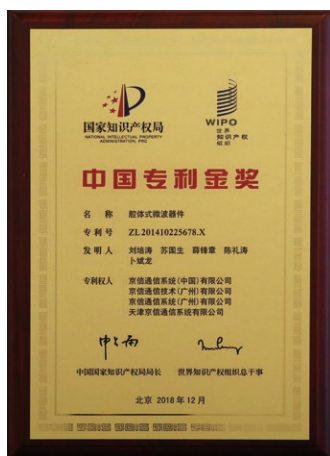 国家知识产权局
NATIONAL INTELLECTUAL PROPERTY
ADMINISTRATION, PRC
WIPO
世界
知识产权
组织
中国专利金奖
名 称 腔体式微波器件
专 利 号 ZL201410225678.X
发 明 人 刘培涛 苏国生 薛锋章 陈礼涛
卜斌龙
专利权人 京信通信系统(中国)有限公司
京信通信技术(广州)有限公司
京信通信系统(广州)有限公司
天津京信通信系统有限公司
中国国家知识产权局局长 世界知识产权组织总干事
北京 2018年12月